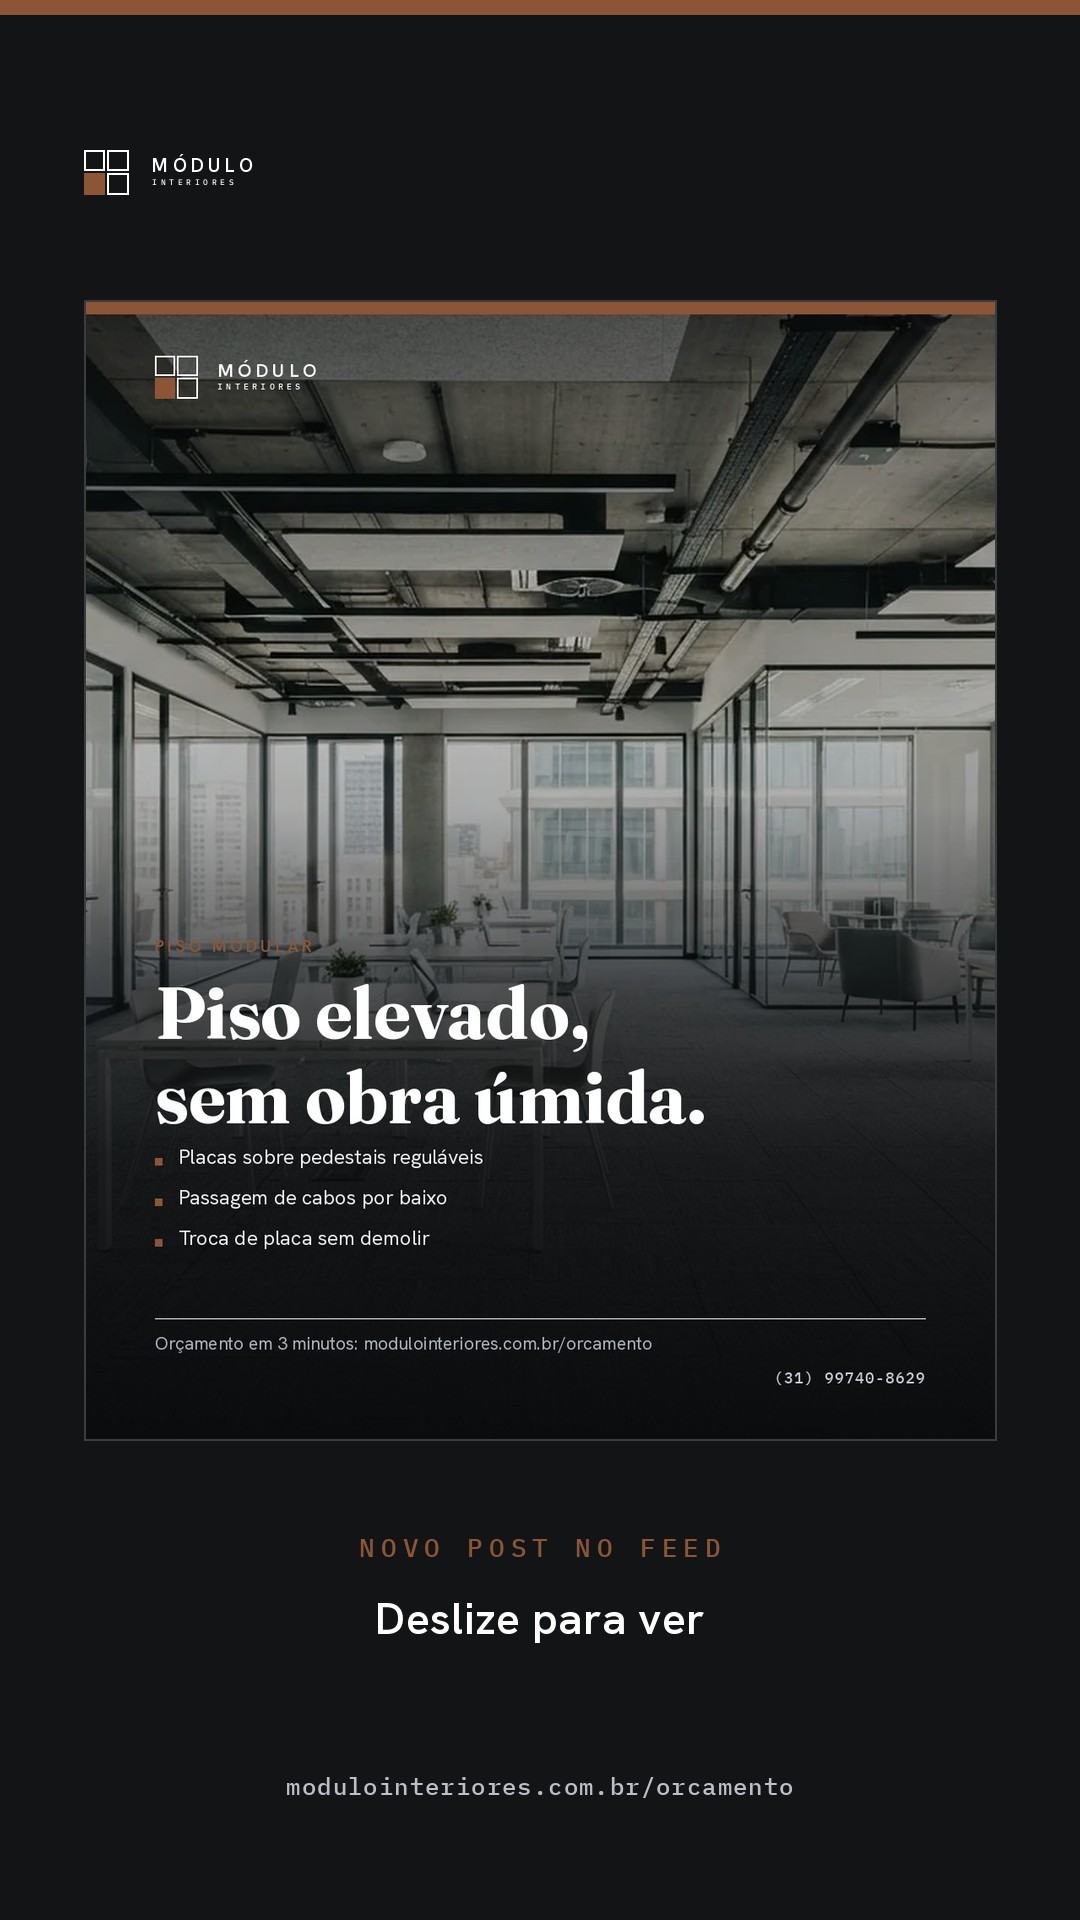 MÓDULO
INTERIORES
MÓDULO
INTERIORES
PISO MODULAR
Piso elevado,
sem obra úmida.
Placas sobre pedestais reguláveis
Passagem de cabos por baixo
Troca de placa sem demolir
Orçamento em 3 minutos: modulointeriores.com.br/orcamento
(31) 99740-8629
NOVO POST NO FEED
Deslize para ver
modulointeriores.com.br/orcamento